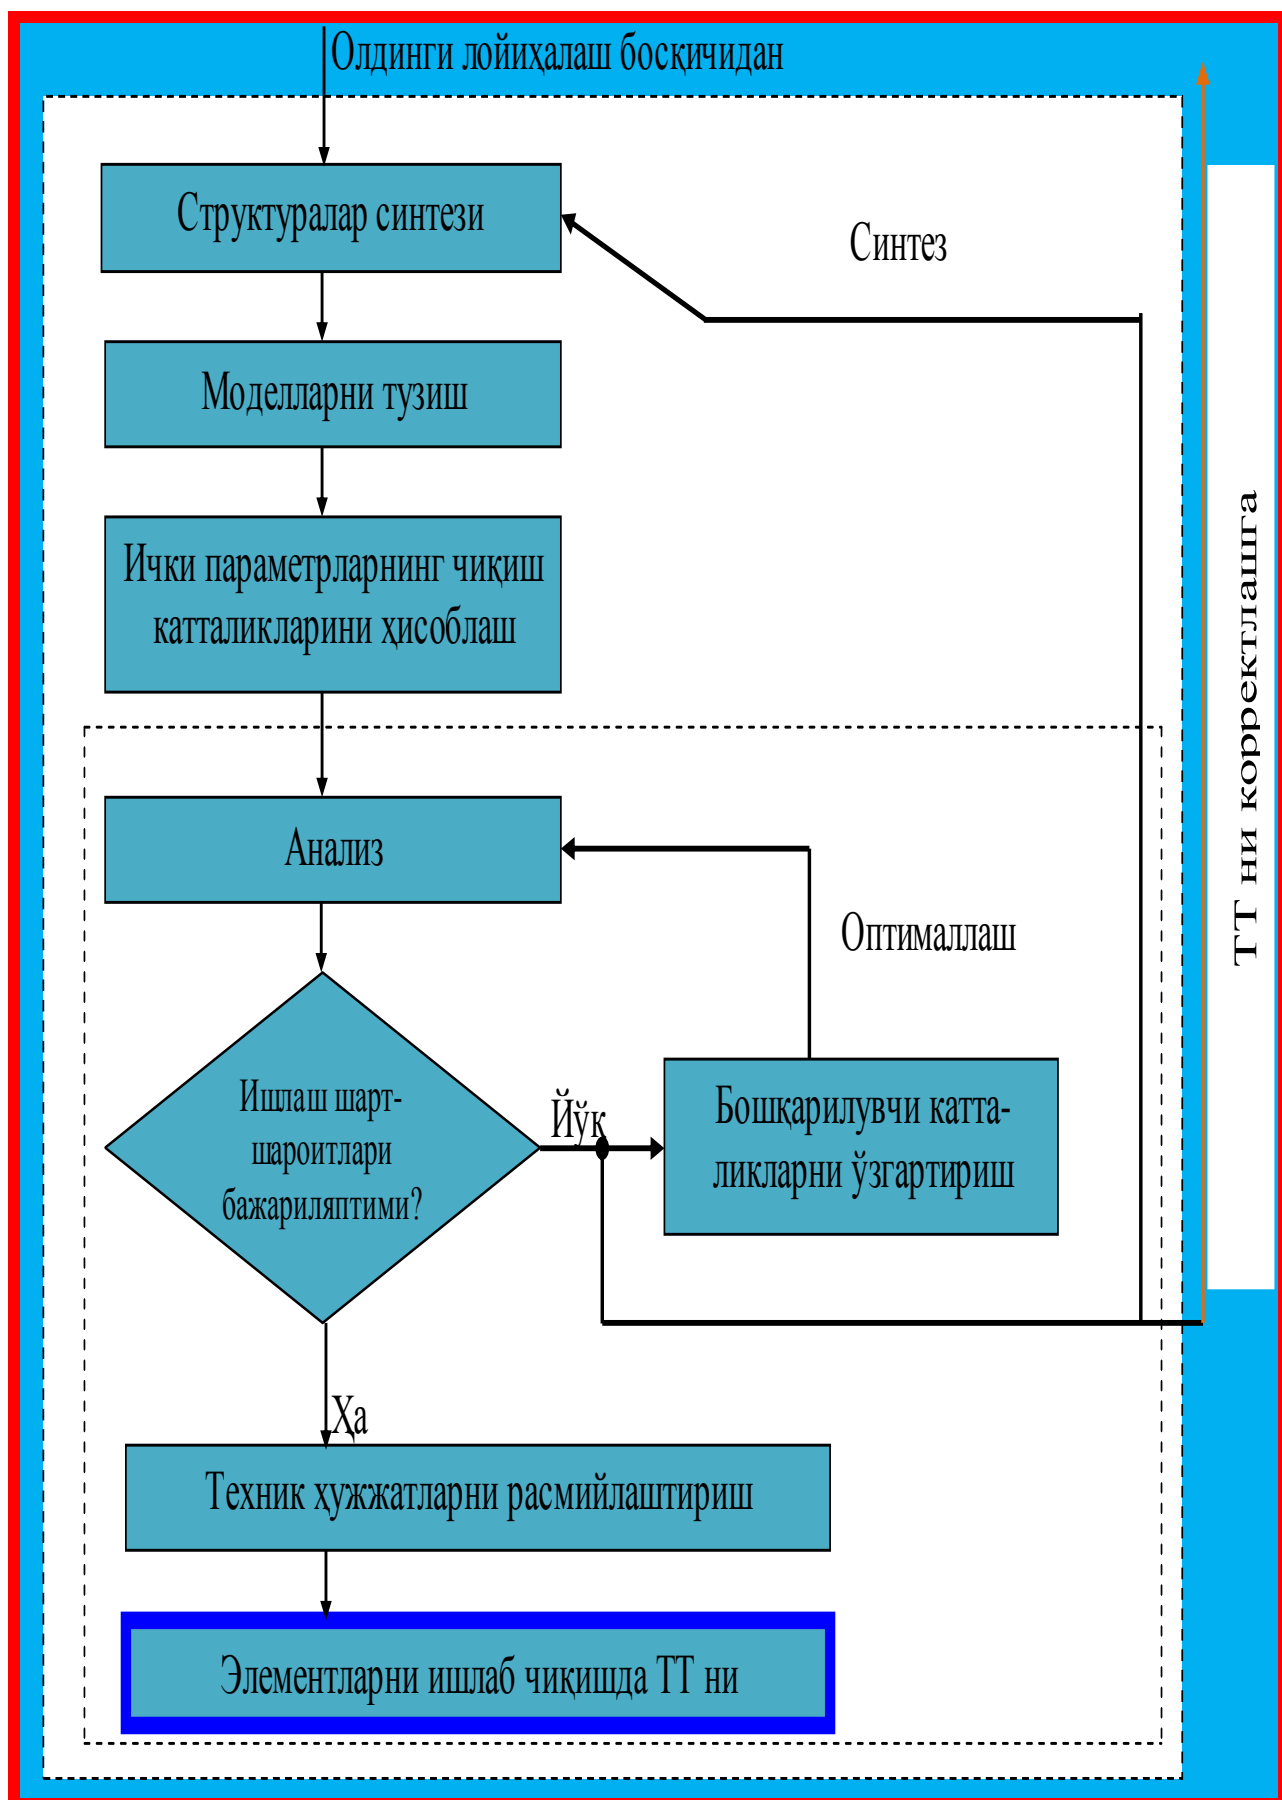 Олдинги лойиҳалаш босқичидан
Структуралар синтези
Синтез
Моделларни тузиш
Ички параметрларнинг чиқиш
катталикларини ҳисоблаш
ТТ ни корректлашга
Анализ
Оптималлаш
Ишлаш шарт-
шароитлари
бажариляптими?
Йўқ
Бошқарилувчи катта-
ликларни ўзгартириш
Ҳа
Техник ҳужжатларни расмийлаштириш
Элементларни ишлаб чиқишда ТТ ни